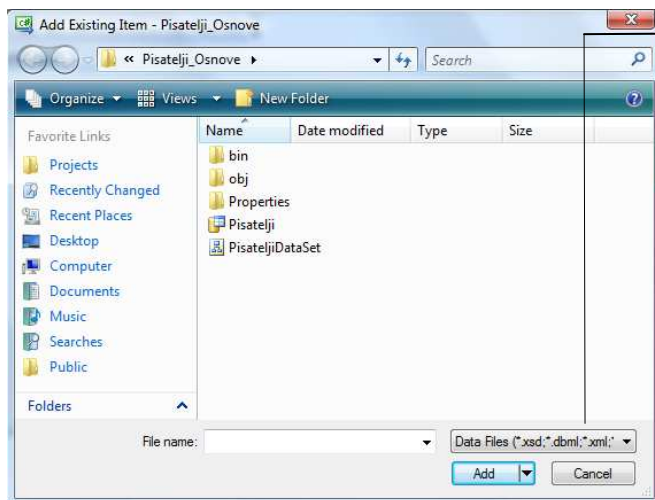 Add Existing Item - Pisatelji_Osnove
« Pisatelji_Osnove
Search
Organize Views New Folder
Favorite Links
Projects
Recently Changed
Recent Places
Desktop
Computer
Documents
Music
Searches
Public
Folders
Name Date modified Type Size
bin
obj
Properties
Pisatelji
PisateljiDataSet
File name:
Data Files (*.xsd;*.dbml;*.xml;*
Add Cancel